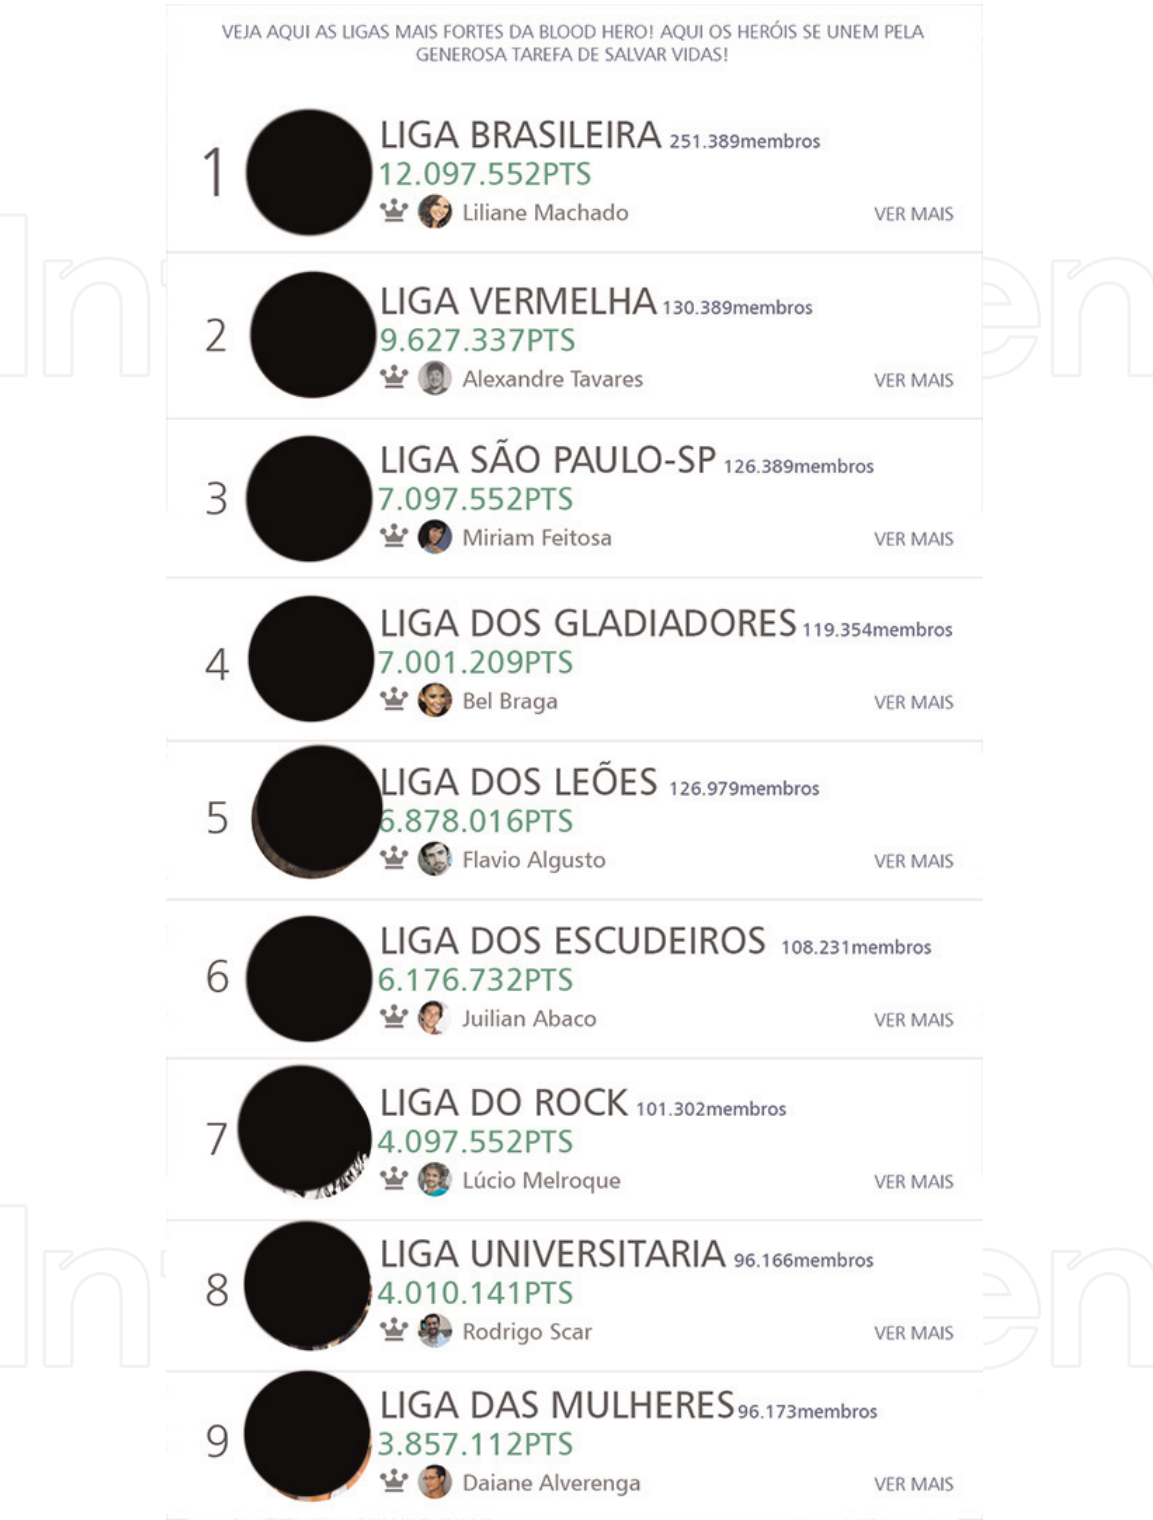 VEJA AQUI AS LIGAS MAIS FORTES DA BLOOD HERO! AQUI OS HERÓIS SE UNEM PELA
GENEROSA TAREFA DE SALVAR VIDAS!
1
LIGA BRASILEIRA 251.389membros
12.097.552PTS
Liliane Machado
VER MAIS
2
LIGA VERMELHA 130.389membros
9.627.337PTS
Alexandre Tavares
VER MAIS
3
LIGA SÃO PAULO-SP 126.389membros
7.097.552PTS
Miriam Feitosa
VER MAIS
4
LIGA DOS GLADIADORES 119.354membros
7.001.209PTS
Bel Braga
VER MAIS
5
LIGA DOS LEÕES 126.979membros
6.878.016PTS
Flavio Algusto
VER MAIS
6
LIGA DOS ESCUDEIROS 108.231membros
6.176.732PTS
Juilian Abaco
VER MAIS
7
LIGA DO ROCK 101.302membros
4.097.552PTS
Lúcio Melroque
VER MAIS
8
LIGA UNIVERSITARIA 96.166membros
4.010.141PTS
Rodrigo Scar
VER MAIS
9
LIGA DAS MULHERES 96.173membros
3.857.112PTS
Daiane Alverenga
VER MAIS